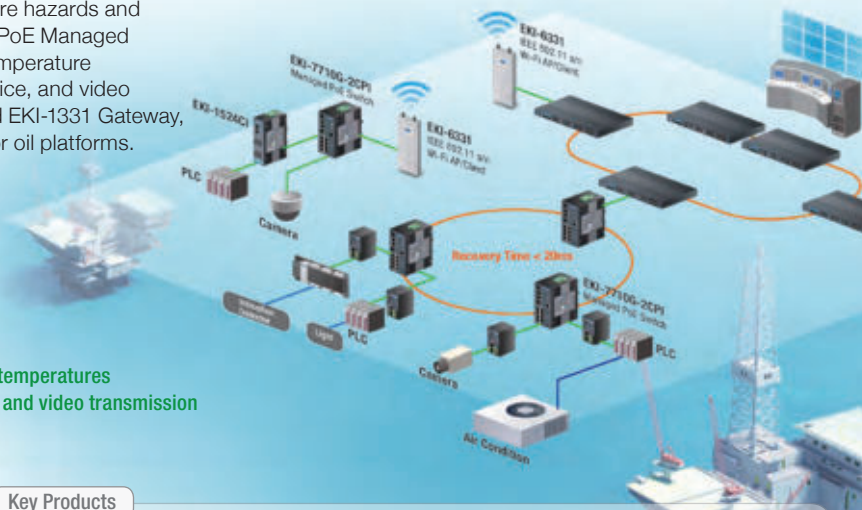 re hazards and
PoE Managed
mperature
ice, and video
EKI-1331 Gateway,
or oil platforms.
EKI-6331
IEEE 802.11 a/n
Wi-Fi AP/Client
EKI-7710G-2CPI
Managed PoE Switch
EKI-1524CI
EKI-6331
IEEE 802.11 a/n
Wi-Fi AP/Client
PLC
Camera
Recovery Time < 20ms
Light
PLC
EKI-7710G-2CPI
Managed PoE Switch
PLC
Camera
Air Condition
temperatures
and video transmission
Key Products